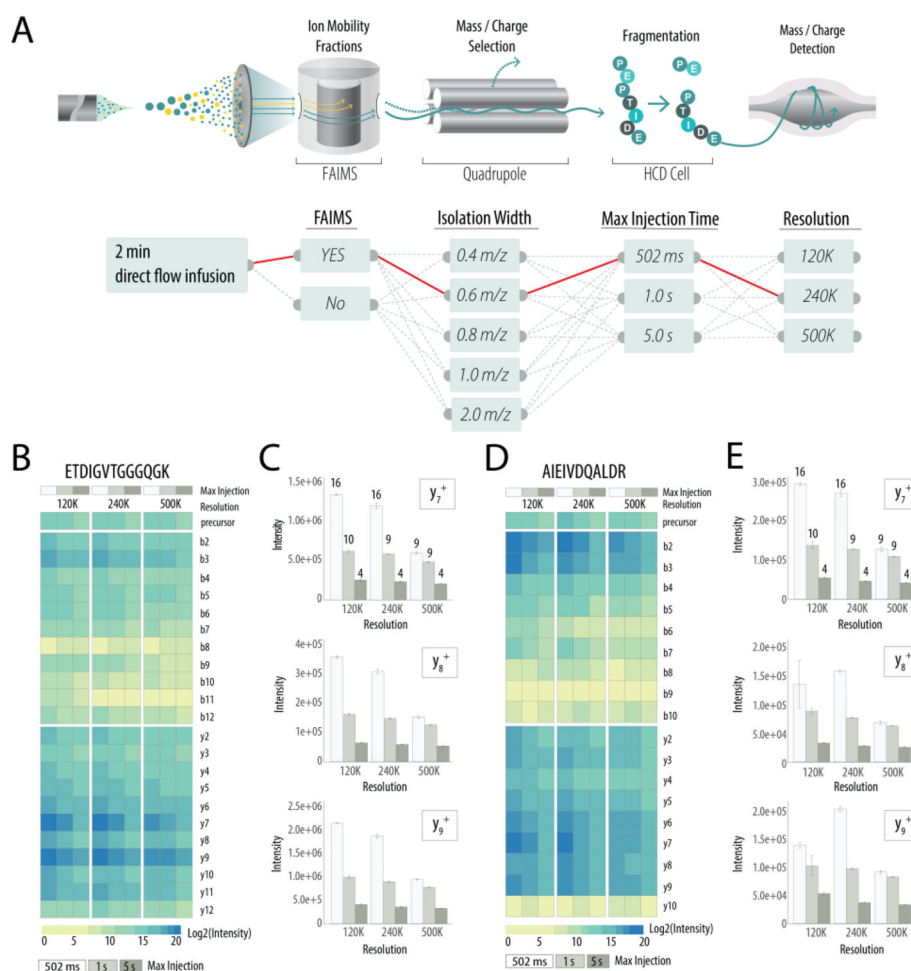 A
Ion Mobility
Fractions
Mass / Charge
Selection
Fragmentation
Mass / Charge
Detection
P
E
P
T
I
D
E
P
E
P
T
I
D
E
FAIMS
Quadrupole
HCD Cell
FAIMS
Isolation Width
Max Injection Time
Resolution
2 min
direct flow infusion
YES
No
0.4 m/z
0.6 m/z
0.8 m/z
1.0 m/z
2.0 m/z
502 ms
1.0 s
5.0 s
120K
240K
500K
B
ETDIGVTGGGQGK
Max Injection
Resolution
120K 240K 500K
precursor
b2
b3
b4
b5
b6
b7
b8
b9
b10
b11
b12
y2
y3
y4
y5
y6
y7
y8
y9
y10
y11
y12
0 5 10 15 20
Log2(Intensity)
502 ms 1 s 5 s Max Injection
C
y7+
Intensity
1.5e+06
1.06e+06
5.0e+05
0
16 10 4 16 9 4 9 9 4
120K 240K 500K
Resolution
y8+
Intensity
4e+05
3e+05
2e+05
1e+05
0
120K 240K 500K
Resolution
y9+
Intensity
2.5e+06
2.0e+06
1.5e+06
1.0e+06
5.0e+5
0
120K 240K 500K
Resolution
D
AIEIVDQALDR
Max Injection
Resolution
120K 240K 500K
precursor
b2
b3
b4
b5
b6
b7
b8
b9
b10
y2
y3
y4
y5
y6
y7
y8
y9
y10
0 5 10 15 20
Log2(Intensity)
502 ms 1 s 5 s Max Injection
E
y7+
Intensity
3.0e+05
2.0e+05
1.0e+05
0
16 10 4 16 9 4 9 9 4
120K 240K 500K
Resolution
y8+
Intensity
2.0e+05
1.5e+05
1.0e+05
5.0e+04
0
120K 240K 500K
Resolution
y9+
Intensity
2.0e+05
1.5e+05
1.0e+05
5.0e+04
0
120K 240K 500K
Resolution